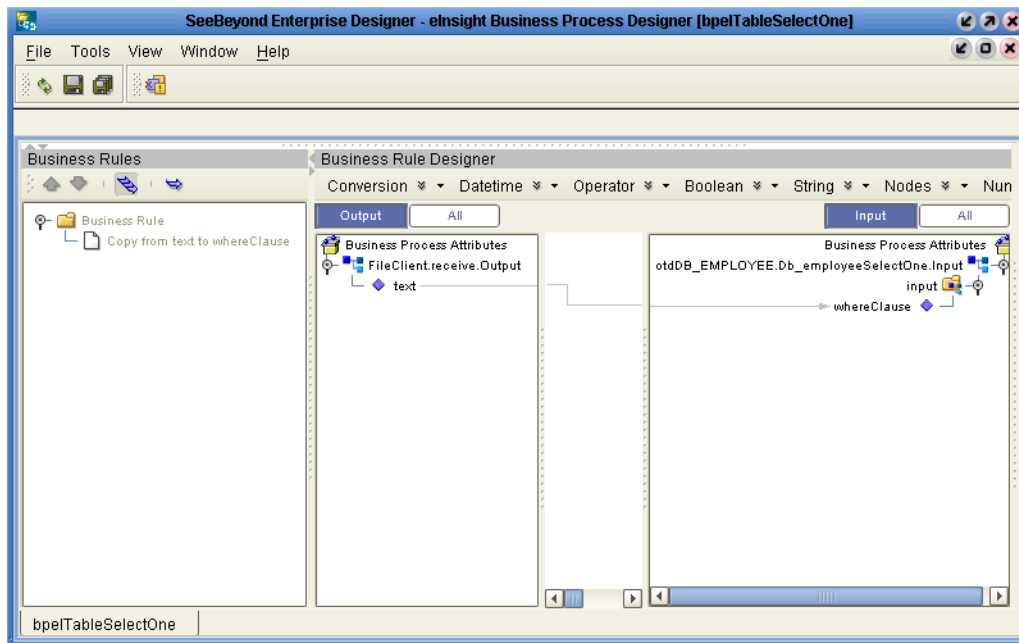 SeeBeyond Enterprise Designer - eInsight Business Process Designer [bpelTableSelectOne]
File Tools View Window Help
Business Rules
Business Rule
Copy from text to whereClause
Business Rule Designer
Conversion Datetime Operator Boolean String Nodes Nun
Output All
Input All
Business Process Attributes
FileClient.receive.Output
text
Business Process Attributes
otdDB_EMPLOYEE.Db_employeeSelectOne.Input
input
whereClause
bpelTableSelectOne